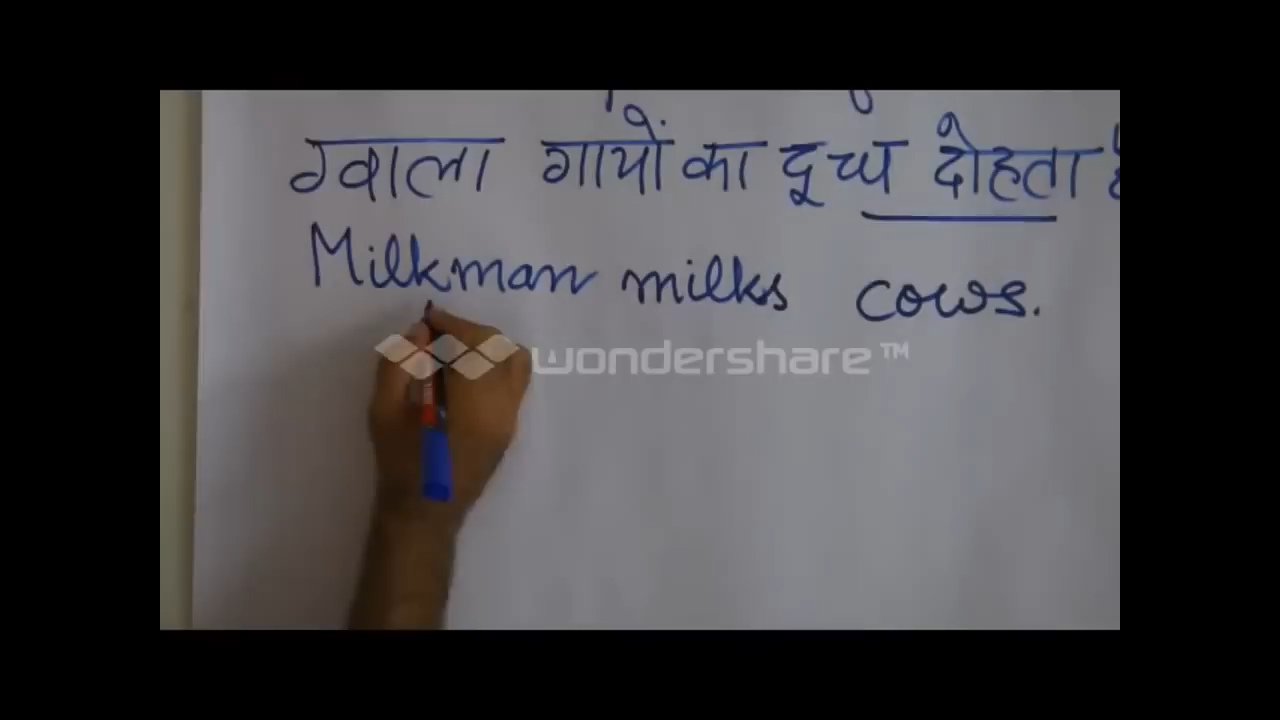 ग्वाला गायों का दूध दोहता
Milkman milks cows.
wondershare™